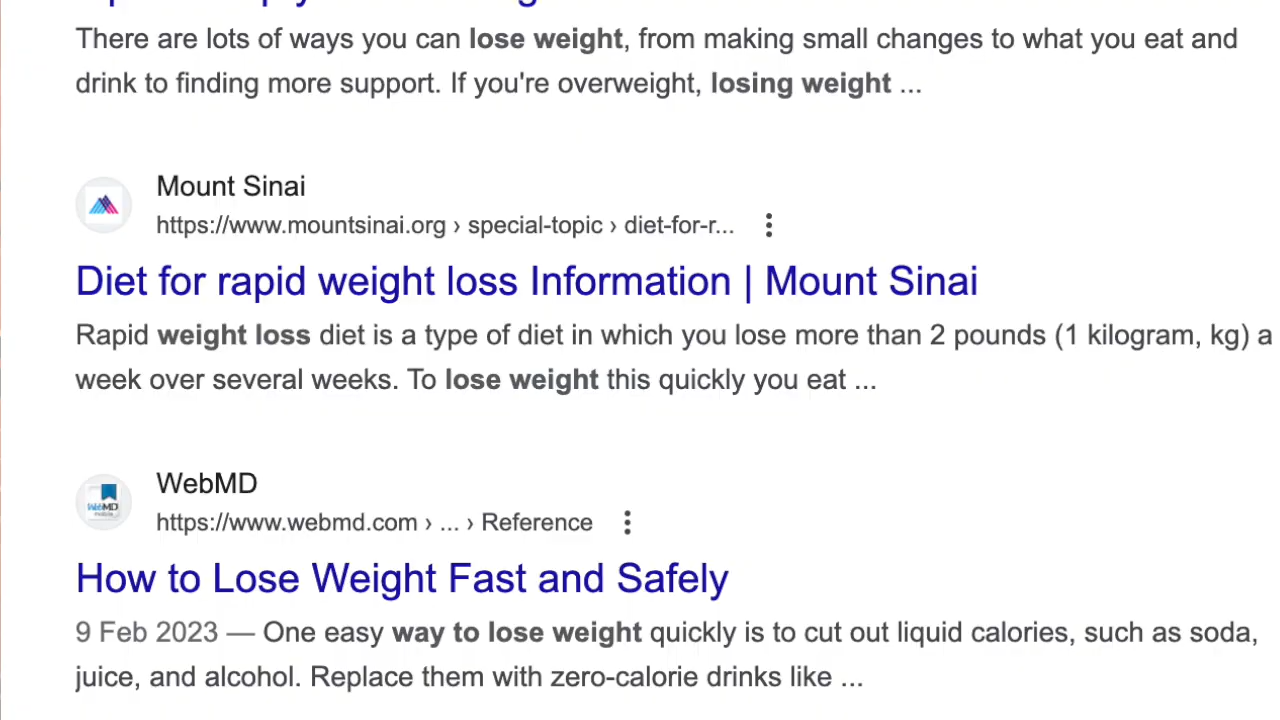 There are lots of ways you can lose weight, from making small changes to what you eat and
drink to finding more support. If you're overweight, losing weight ...
Mount Sinai
https://www.mountsinai.org › special-topic › diet-for-r...
Diet for rapid weight loss Information | Mount Sinai
Rapid weight loss diet is a type of diet in which you lose more than 2 pounds (1 kilogram, kg) a
week over several weeks. To lose weight this quickly you eat ...
WebMD
https://www.webmd.com › ... › Reference
How to Lose Weight Fast and Safely
9 Feb 2023 — One easy way to lose weight quickly is to cut out liquid calories, such as soda,
juice, and alcohol. Replace them with zero-calorie drinks like ...